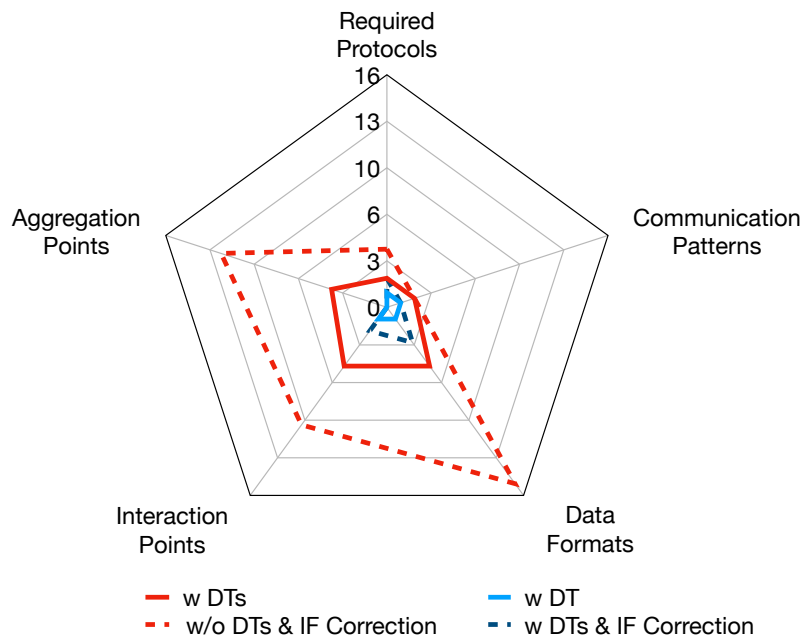 Required
Protocols
16
13
10
6
3
0
Aggregation
Points
Communication
Patterns
Interaction
Points
Data
Formats
w DTs
w DT
w/o DTs & IF Correction
w DTs & IF Correction